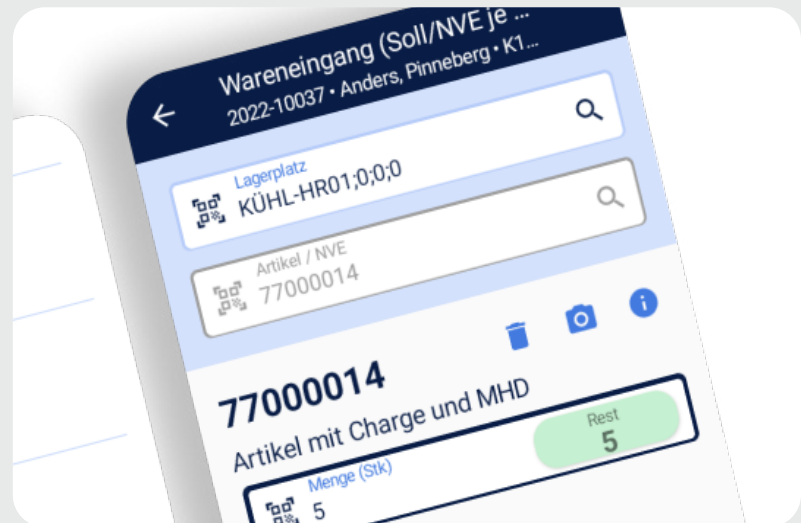 Wareneingang (Soll/NVE je ...
2022-10037 • Anders, Pinneberg • K1...
Lagerplatz
KÜHL-HR01;0;0;0
Artikel / NVE
77000014
77000014
Artikel mit Charge und MHD
Menge (Stk)
5
Rest
5